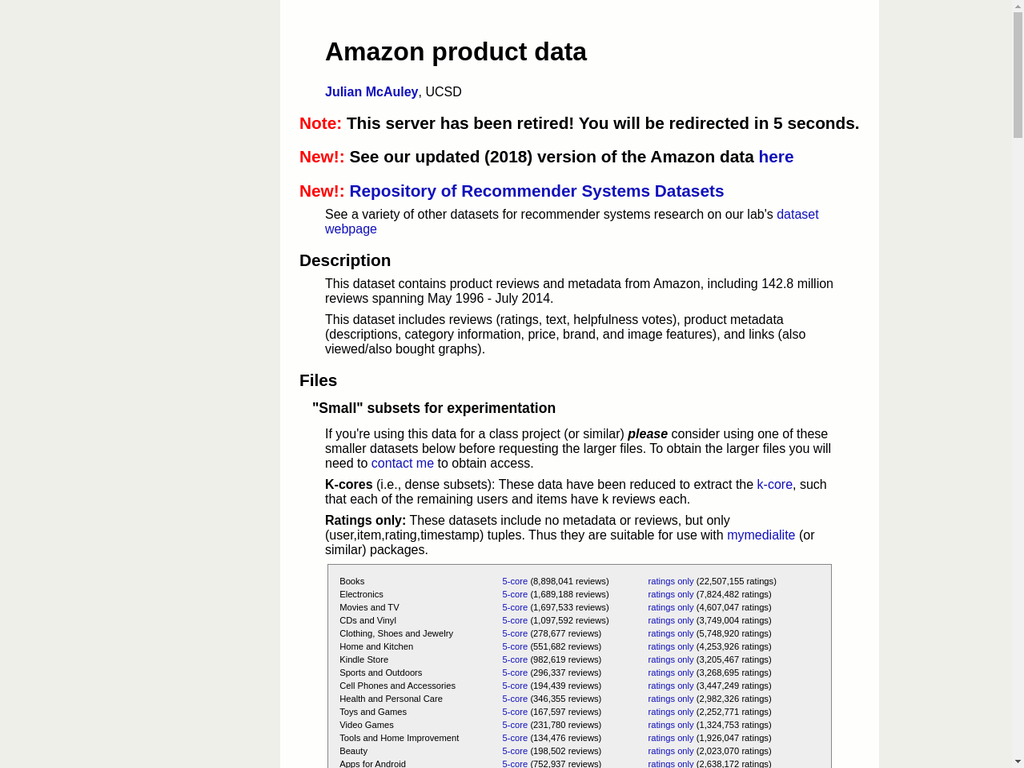 Amazon product data
Julian McAuley, UCSD
Note: This server has been retired! You will be redirected in 5 seconds.
New!: See our updated (2018) version of the Amazon data here
New!: Repository of Recommender Systems Datasets
See a variety of other datasets for recommender systems research on our lab's dataset
webpage
Description
This dataset contains product reviews and metadata from Amazon, including 142.8 million
reviews spanning May 1996 - July 2014.
This dataset includes reviews (ratings, text, helpfulness votes), product metadata
(descriptions, category information, price, brand, and image features), and links (also
viewed/also bought graphs).
Files
"Small" subsets for experimentation
If you're using this data for a class project (or similar) please consider using one of these
smaller datasets below before requesting the larger files. To obtain the larger files you will
need to contact me to obtain access.
K-cores (i.e., dense subsets): These data have been reduced to extract the k-core, such
that each of the remaining users and items have k reviews each.
Ratings only: These datasets include no metadata or reviews, but only
(user,item,rating,timestamp) tuples. Thus they are suitable for use with mymedialite (or
similar) packages.
Books 5-core (8,898,041 reviews) ratings only (22,507,155 ratings)
Electronics 5-core (1,689,188 reviews) ratings only (7,824,482 ratings)
Movies and TV 5-core (1,697,533 reviews) ratings only (4,607,047 ratings)
CDs and Vinyl 5-core (1,097,592 reviews) ratings only (3,749,004 ratings)
Clothing, Shoes and Jewelry 5-core (278,677 reviews) ratings only (5,748,920 ratings)
Home and Kitchen 5-core (551,682 reviews) ratings only (4,253,926 ratings)
Kindle Store 5-core (982,619 reviews) ratings only (3,205,467 ratings)
Sports and Outdoors 5-core (296,337 reviews) ratings only (3,268,695 ratings)
Cell Phones and Accessories 5-core (194,439 reviews) ratings only (3,447,249 ratings)
Health and Personal Care 5-core (346,355 reviews) ratings only (2,982,326 ratings)
Toys and Games 5-core (167,597 reviews) ratings only (2,252,771 ratings)
Video Games 5-core (231,780 reviews) ratings only (1,324,753 ratings)
Tools and Home Improvement 5-core (134,476 reviews) ratings only (1,926,047 ratings)
Beauty 5-core (198,502 reviews) ratings only (2,023,070 ratings)
Apps for Android 5-core (752,937 reviews) ratings only (2,638,172 ratings)